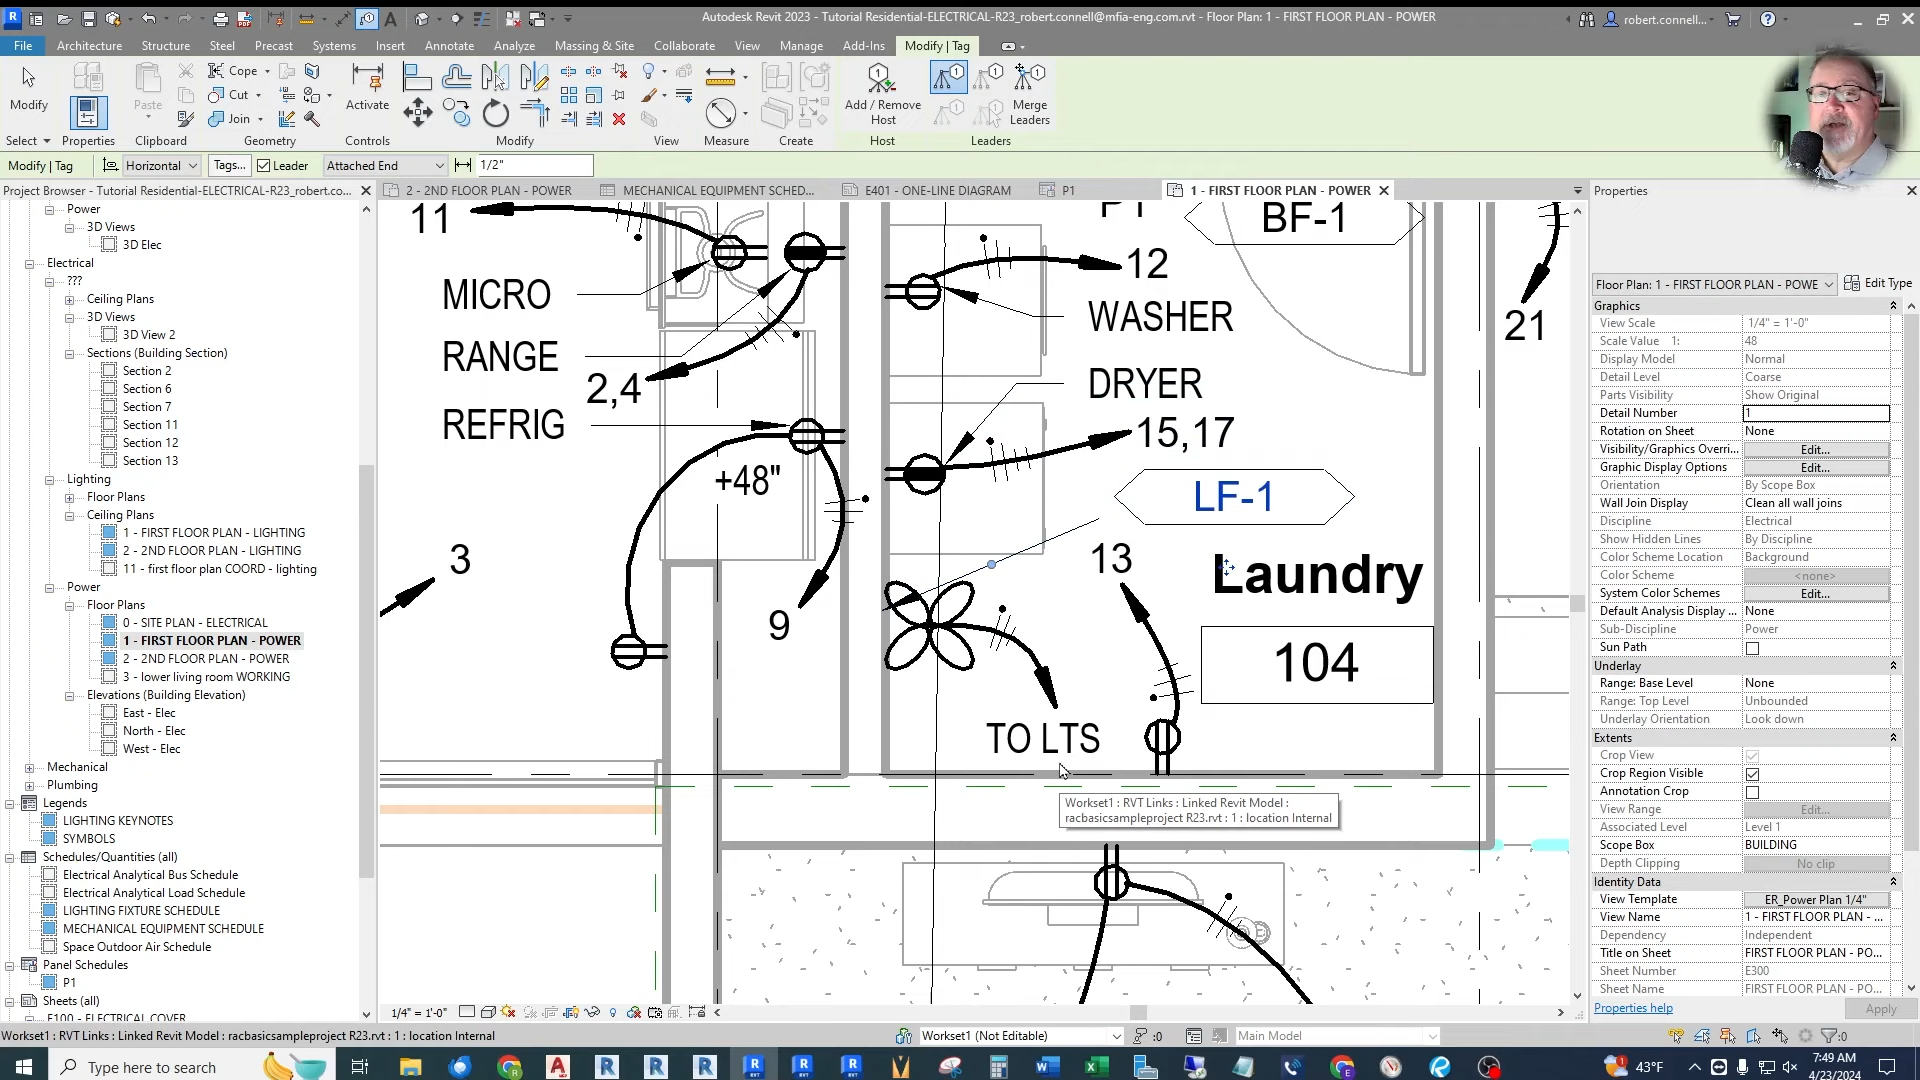 Autodesk Revit 2023 - Tutorial Residential-ELECTRICAL-R23_robert.connell@mfia-eng.com.rvt - Floor Plan: 1 - FIRST FLOOR PLAN - POWER
robert.connell...
File Architecture Structure Steel Precast Systems Insert Annotate Analyze Massing & Site Collaborate View Manage Add-Ins Modify | Tag
Modify
Paste
Cope
Cut
Join
Activate
Add / Remove Host
Merge Leaders
Select Properties Clipboard Geometry Controls Modify View Measure Create Host Leaders
Modify | Tag Horizontal Tags... Leader Attached End 1/2"
Project Browser - Tutorial Residential-ELECTRICAL-R23_robert.co...
2 - 2ND FLOOR PLAN - POWER MECHANICAL EQUIPMENT SCHED... E401 - ONE-LINE DIAGRAM P1 1 - FIRST FLOOR PLAN - POWER
Properties
Power
3D Views
3D Elec
Electrical
???
Ceiling Plans
3D Views
3D View 2
Sections (Building Section)
Section 2
Section 6
Section 7
Section 11
Section 12
Section 13
Lighting
Floor Plans
Ceiling Plans
1 - FIRST FLOOR PLAN - LIGHTING
2 - 2ND FLOOR PLAN - LIGHTING
11 - first floor plan COORD - lighting
Power
Floor Plans
0 - SITE PLAN - ELECTRICAL
1 - FIRST FLOOR PLAN - POWER
2 - 2ND FLOOR PLAN - POWER
3 - lower living room WORKING
Elevations (Building Elevation)
East - Elec
North - Elec
West - Elec
Mechanical
Plumbing
Legends
LIGHTING KEYNOTES
SYMBOLS
Schedules/Quantities (all)
Electrical Analytical Bus Schedule
Electrical Analytical Load Schedule
LIGHTING FIXTURE SCHEDULE
MECHANICAL EQUIPMENT SCHEDULE
Space Outdoor Air Schedule
Panel Schedules
P1
Sheets (all)
E100 - ELECTRICAL COVER
11
P1
BF-1
12
MICRO
WASHER
RANGE
2,4
DRYER
21
REFRIG
15,17
+48"
LF-1
3
13
Laundry
9
104
TO LTS
Workset1 : RVT Links : Linked Revit Model :
racbasicsampleproject R23.rvt : 1 : location Internal
Floor Plan: 1 - FIRST FLOOR PLAN - POWE Edit Type
Graphics
View Scale 1/4" = 1'-0"
Scale Value 1: 48
Display Model Normal
Detail Level Coarse
Parts Visibility Show Original
Detail Number 1
Rotation on Sheet None
Visibility/Graphics Overri... Edit...
Graphic Display Options Edit...
Orientation By Scope Box
Wall Join Display Clean all wall joins
Discipline Electrical
Show Hidden Lines By Discipline
Color Scheme Location Background
Color Scheme <none>
System Color Schemes Edit...
Default Analysis Display ... None
Sub-Discipline Power
Sun Path
Underlay
Range: Base Level None
Range: Top Level Unbounded
Underlay Orientation Look down
Extents
Crop View
Crop Region Visible
Annotation Crop
View Range Edit...
Associated Level Level 1
Scope Box BUILDING
Depth Clipping No clip
Identity Data
View Template ER_Power Plan 1/4"
View Name 1 - FIRST FLOOR PLAN - ...
Dependency Independent
Title on Sheet FIRST FLOOR PLAN - PO...
Sheet Number E300
Sheet Name FIRST FLOOR PLAN - PO...
Properties help Apply
1/4" = 1'-0"
Workset1 : RVT Links : Linked Revit Model : racbasicsampleproject R23.rvt : 1 : location Internal
Workset1 (Not Editable) :0 Main Model :0
Type here to search
43°F
7:49 AM
4/23/2024